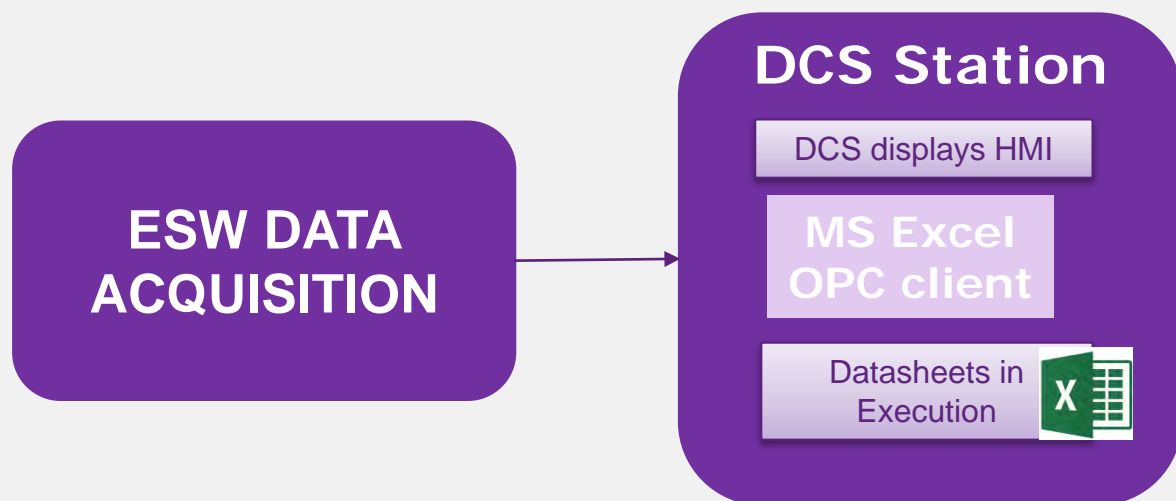 DCS Station
DCS displays HMI
ESW DATA
ACQUISITION
MS Excel
OPC client
Datasheets in
Execution
X